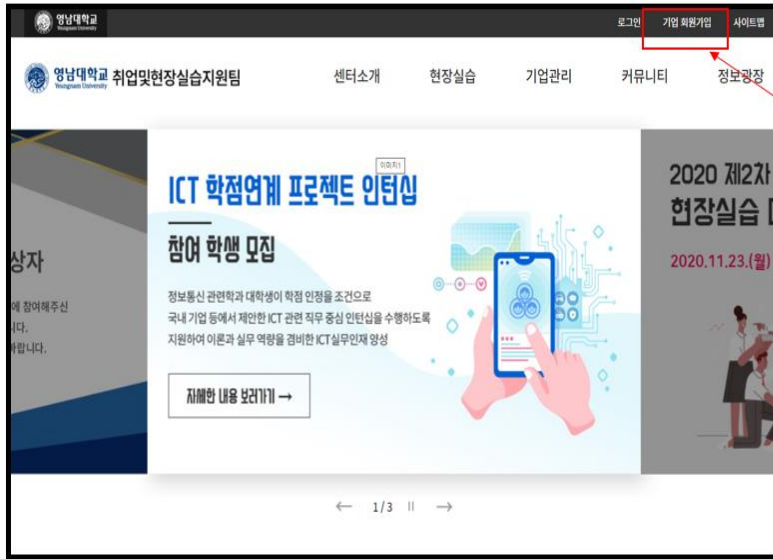 영남대학교
Yeungnam University
로그인 기업 회원가입 사이트맵
영남대학교 취업및현장실습지원팀
Yeungnam University
센터소개 현장실습 기업관리 커뮤니티 정보광장
상자
에 참여해주신
니다.
바랍니다.
이미지1
ICT 학점연계 프로젝트 인턴십
참여 학생 모집
정보통신 관련학과 대학생이 학점 인정을 조건으로
국내 기업 등에서 제안한 ICT 관련 직무 중심 인턴십을 수행하도록
지원하여 이론과 실무 역량을 겸비한 ICT실무인재 양성
자세한 내용 보러가기 →
2020 제2차
현장실습
2020.11.23.(월)
← 1/3 II →